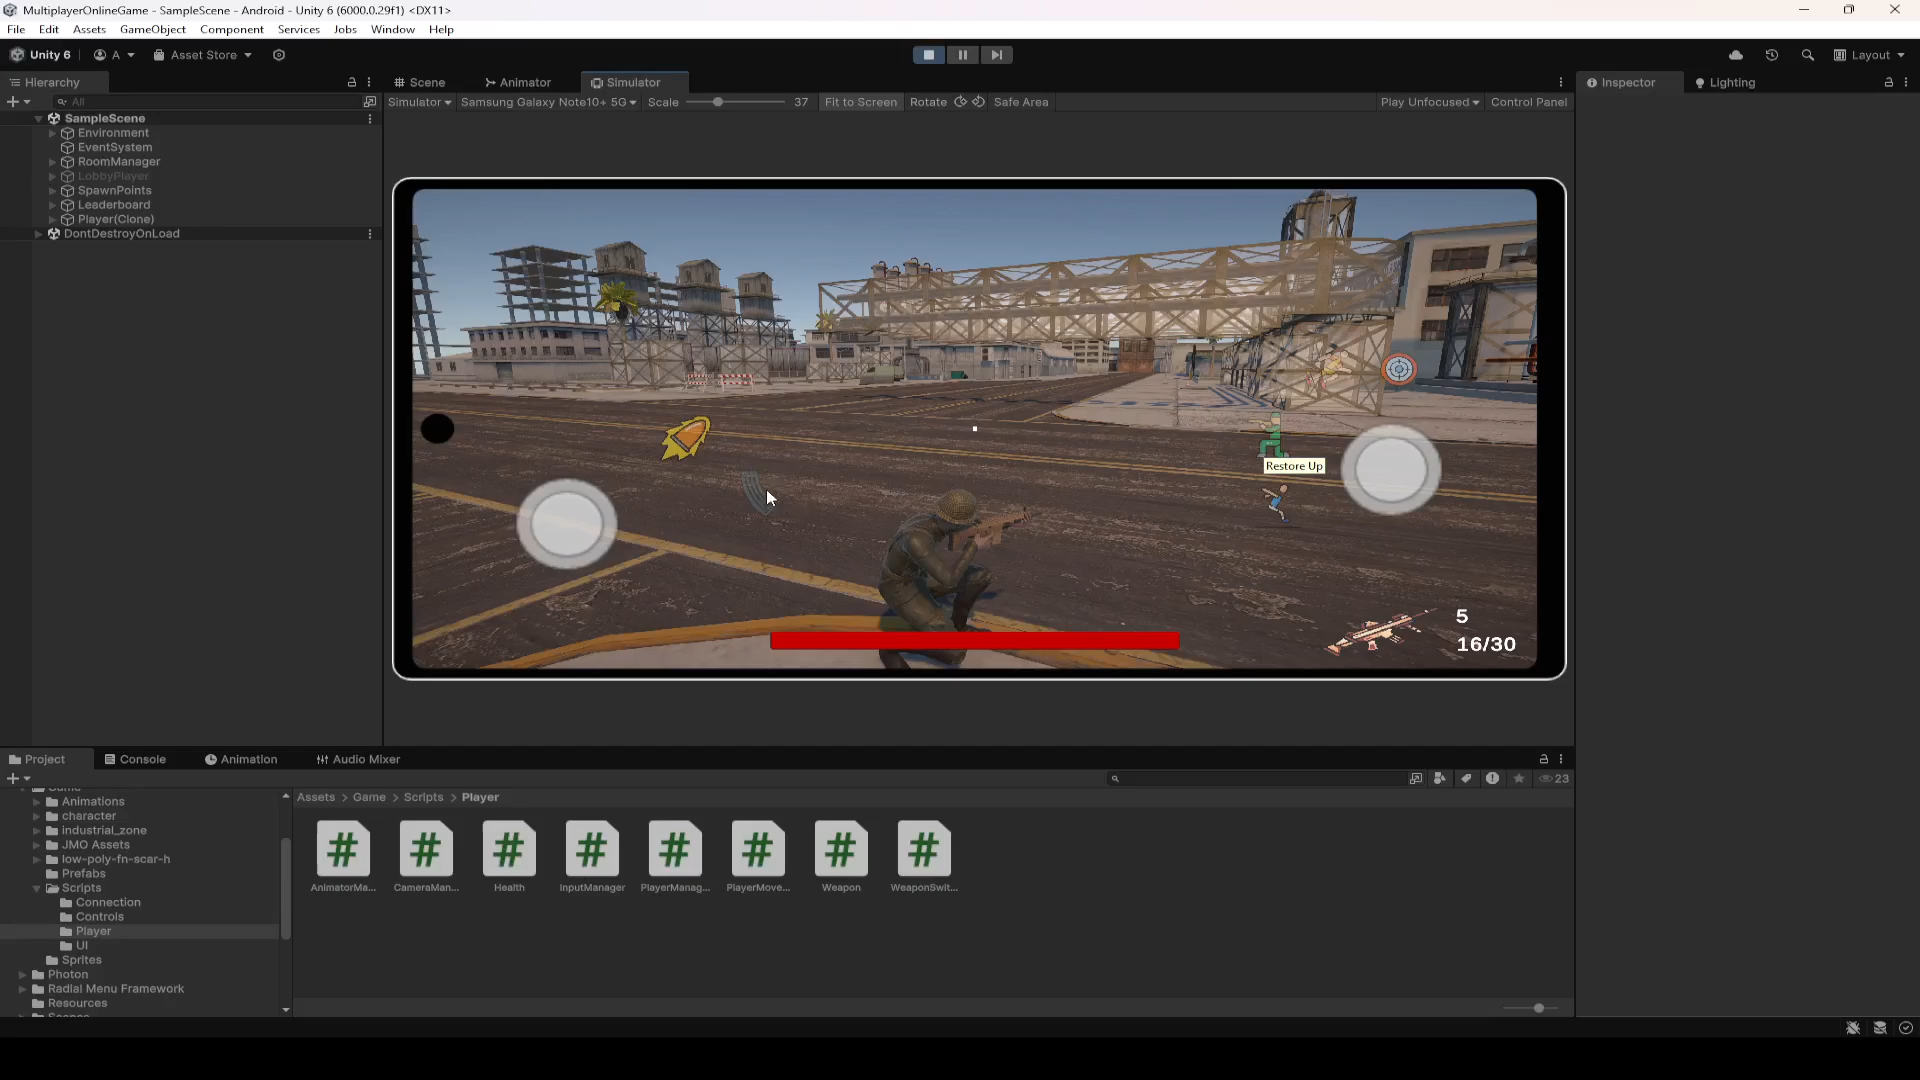 MultiplayerOnlineGame - SampleScene - Android - Unity 6 (6000.0.29f1) <DX11>
File Edit Assets GameObject Component Services Jobs Window Help
Unity 6 A Asset Store Layout
Hierarchy Scene Animator Simulator Inspector Lighting
All Simulator Samsung Galaxy Note10+ 5G Scale 37 Fit to Screen Rotate Safe Area Play Unfocused Control Panel
SampleScene
Environment
EventSystem
RoomManager
LobbyPlayer
SpawnPoints
Leaderboard
Player(Clone)
DontDestroyOnLoad
Restore Up
5
16/30
Project Console Animation Audio Mixer
23
Assets > Game > Scripts > Player
Animations
character
industrial_zone
JMO Assets
low-poly-fn-scar-h
Prefabs
Scripts
Connection
Controls
Player
UI
Sprites
Photon
Radial Menu Framework
Resources
AnimatorMa... CameraMan... Health InputManager PlayerManag... PlayerMove... Weapon WeaponSwit...